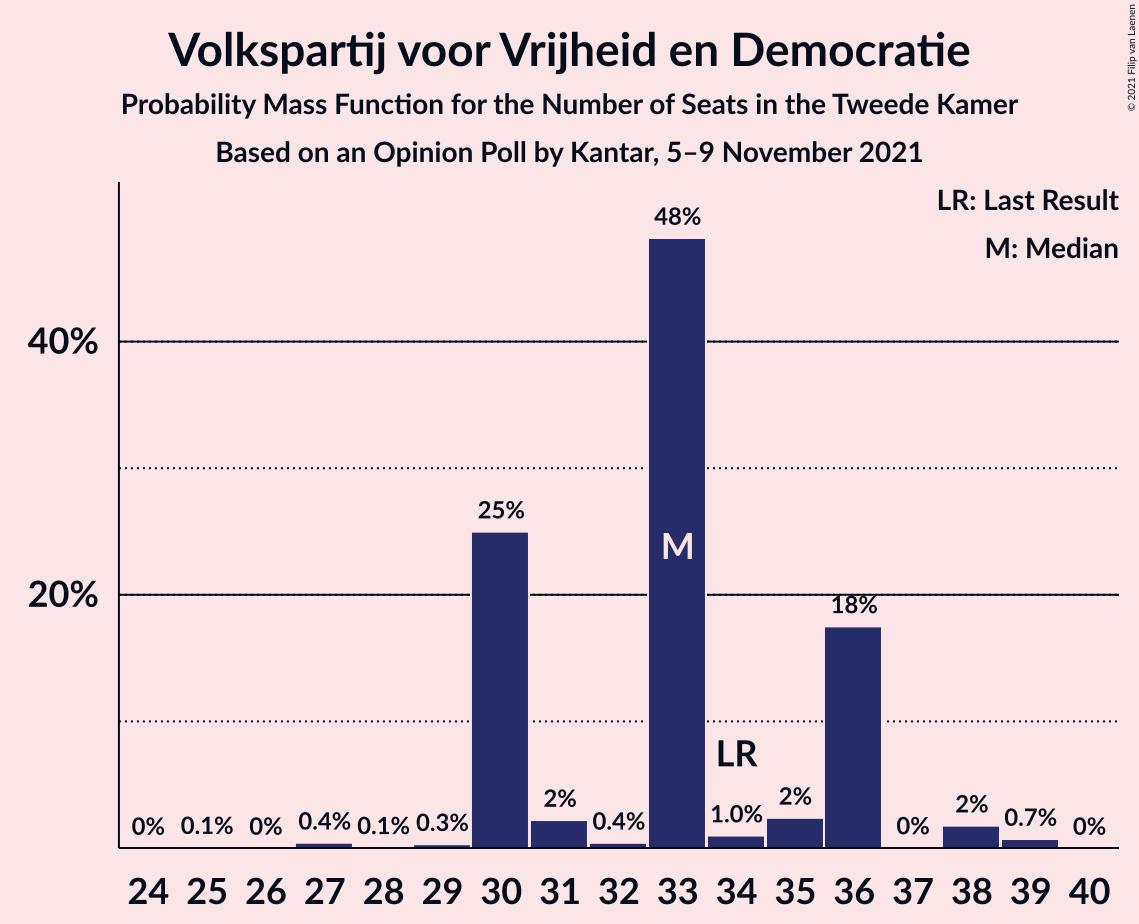 Volkspartij voor Vrijheid en Democratie
Probability Mass Function for the Number of Seats in the Tweede Kamer
Based on an Opinion Poll by Kantar, 5–9 November 2021
© 2021 Filip van Laenen
LR: Last Result
M: Median
40%
20%
0%
0.1%
0%
0.4%
0.1%
0.3%
25%
2%
0.4%
48%
M
1.0%
LR
2%
18%
0%
2%
0.7%
0%
24 25 26 27 28 29 30 31 32 33 34 35 36 37 38 39 40